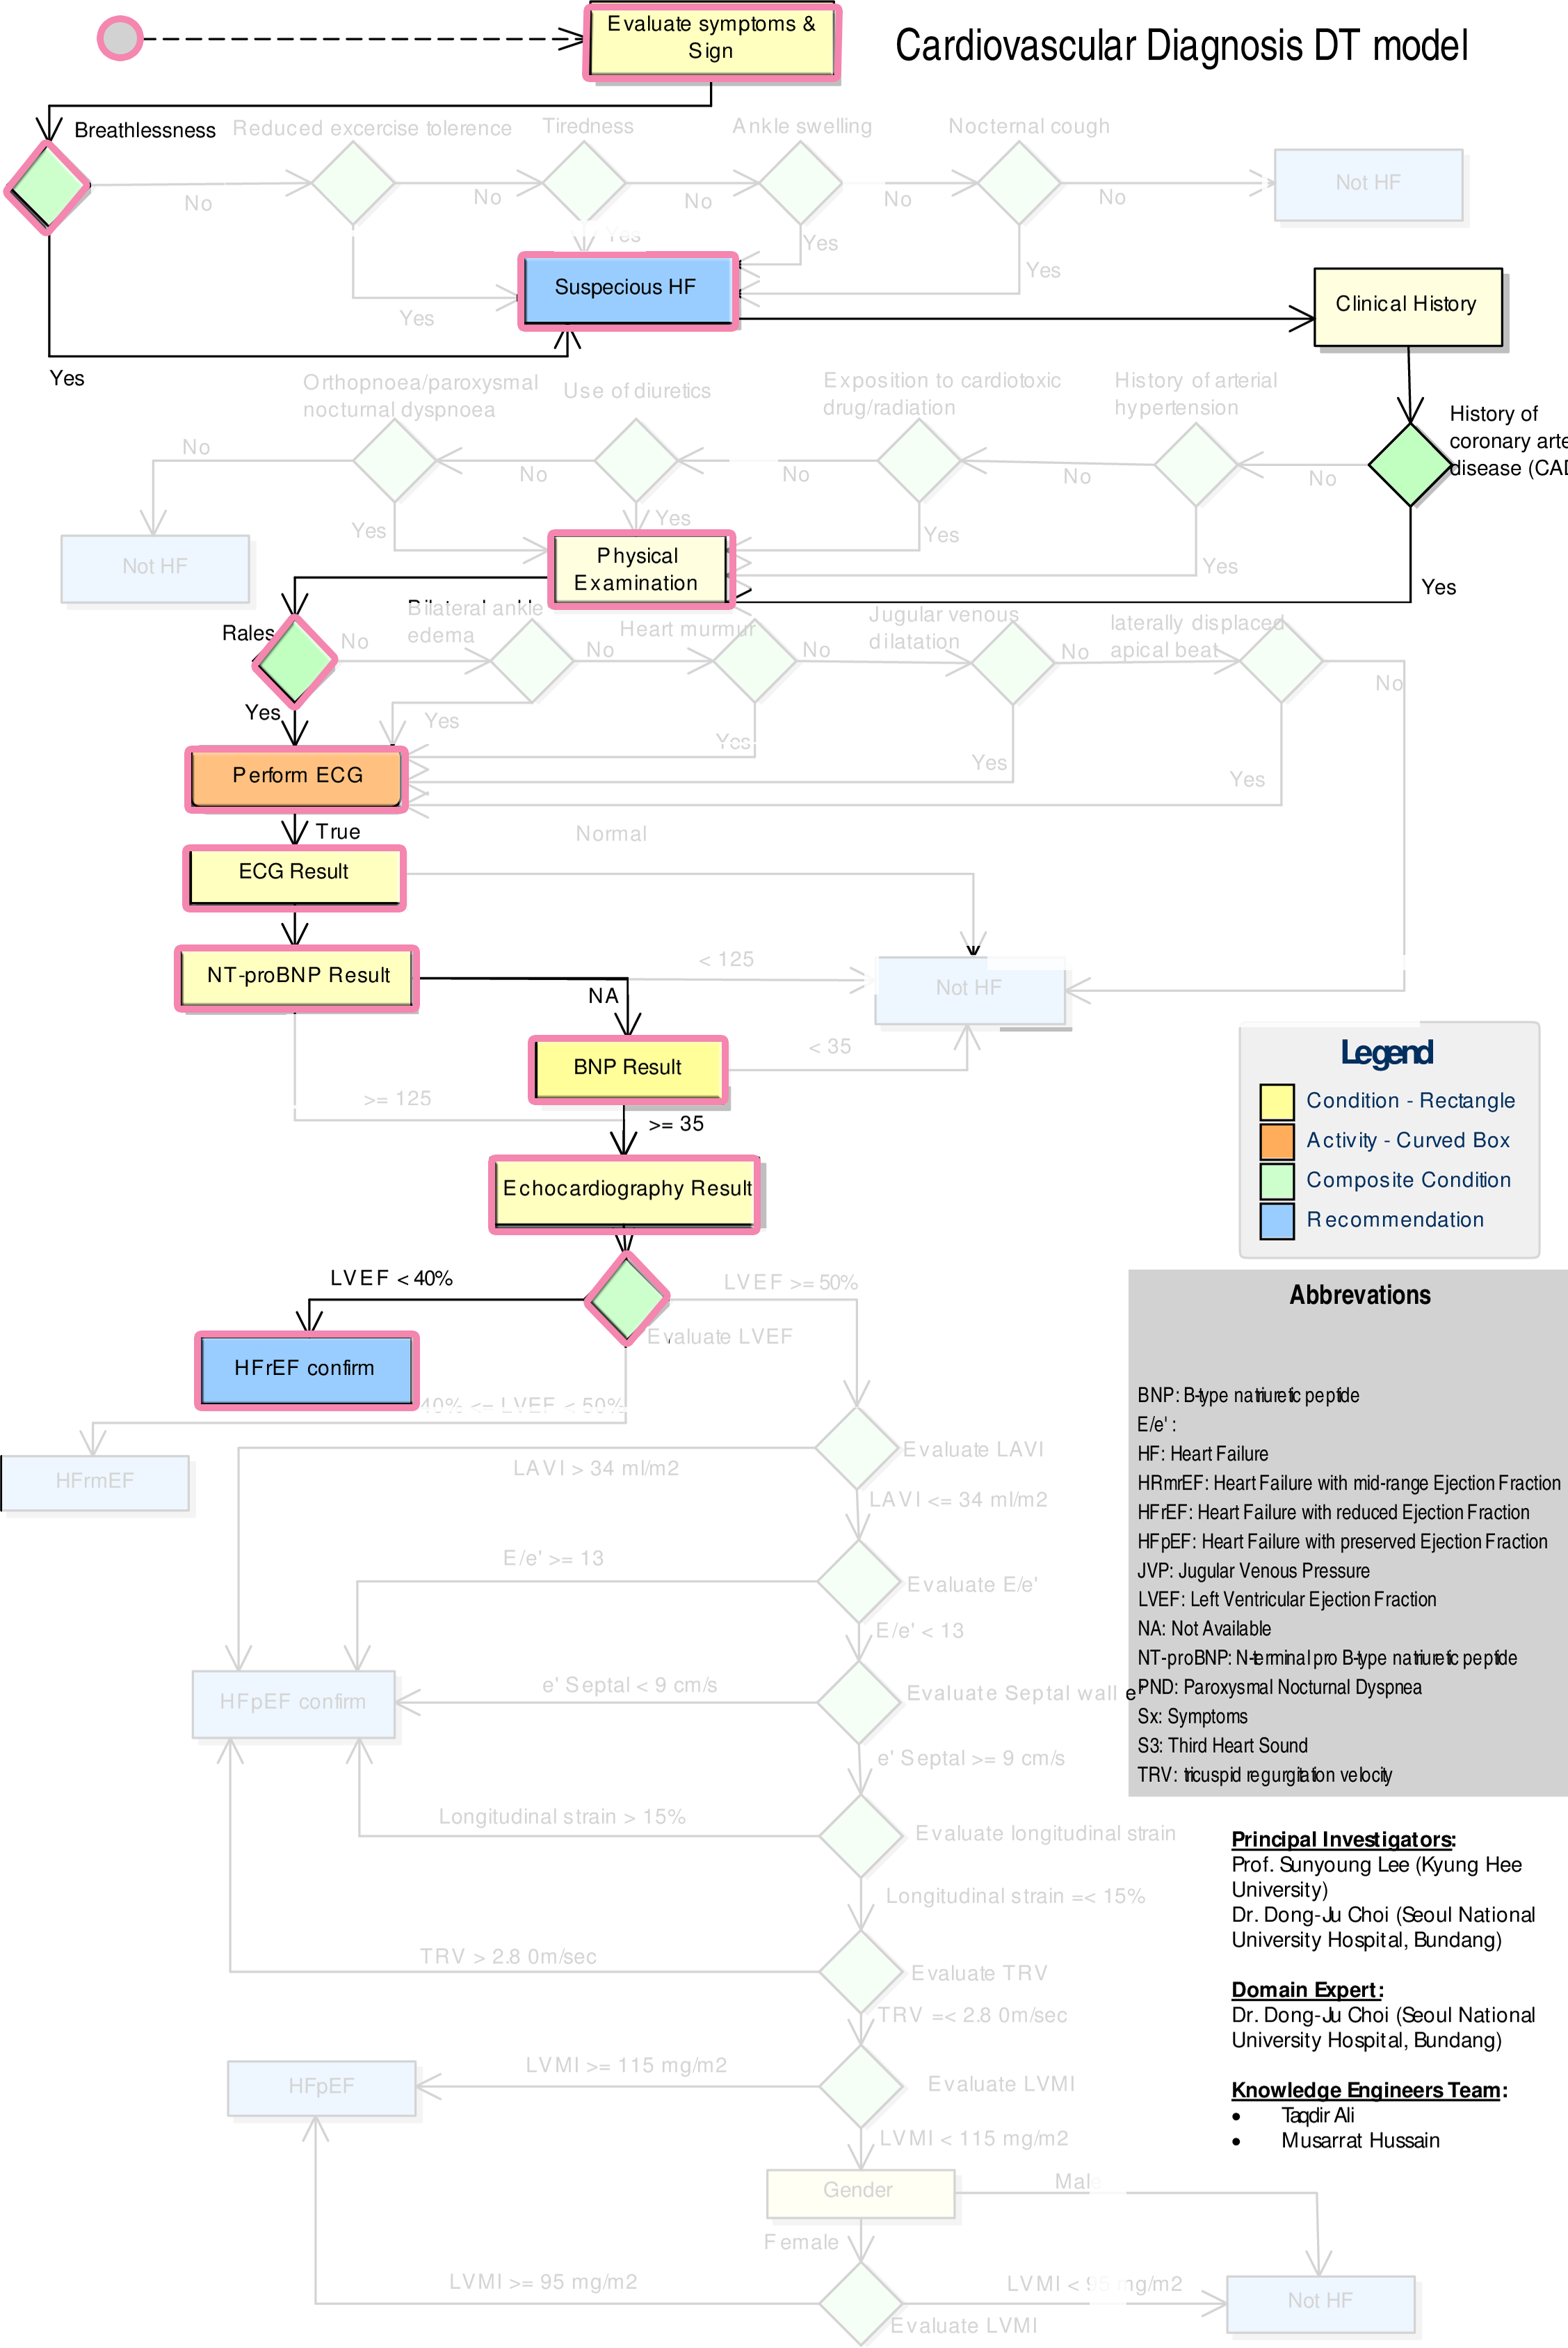 Cardiovascular Diagnosis DT model
Evaluate symptoms &
Sign
Breathlessness
Reduced excercise tolerence
Tiredness
Ankle swelling
Nocternal cough
Not HF
No
No
No
No
No
Yes
Yes
Yes
Yes
Yes
Suspecious HF
Clinical History
Orthopnoea/paroxysmal
nocturnal dyspnoea
Use of diuretics
Exposition to cardiotoxic
drug/radiation
History of arterial
hypertension
History of
coronary arte
disease (CAD
No
No
No
No
No
Yes
Yes
Yes
Yes
Yes
Not HF
Physical
Examination
Rales
Bilateral ankle
edema
Heart murmur
Jugular venous
dilatation
laterally displaced
apical beat
No
No
No
No
No
Yes
Yes
Yes
Yes
Yes
Perform ECG
True
Normal
ECG Result
NT-proBNP Result
< 125
NA
Not HF
BNP Result
< 35
>= 125
>= 35
Echocardiography Result
LVEF < 40%
LVEF >= 50%
Evaluate LVEF
HFrEF confirm
40% <= LVEF < 50%
HFrmEF
Evaluate LAVI
LAVI > 34 ml/m2
LAVI <= 34 ml/m2
E/e' >= 13
Evaluate E/e'
E/e' < 13
HFpEF confirm
e' Septal < 9 cm/s
Evaluate Septal wall e'
e' Septal >= 9 cm/s
Longitudinal strain > 15%
Evaluate longitudinal strain
Longitudinal strain =< 15%
TRV > 2.8 0m/sec
Evaluate TRV
TRV =< 2.8 0m/sec
HFpEF
LVMI >= 115 mg/m2
Evaluate LVMI
LVMI < 115 mg/m2
Gender
Male
Female
LVMI >= 95 mg/m2
LVMI < 95 mg/m2
Evaluate LVMI
Not HF
Legend
Condition - Rectangle
Activity - Curved Box
Composite Condition
Recommendation
Abbrevations
BNP: B-type natriuretic peptide
E/e' :
HF: Heart Failure
HRmrEF: Heart Failure with mid-range Ejection Fraction
HFrEF: Heart Failure with reduced Ejection Fraction
HFpEF: Heart Failure with preserved Ejection Fraction
JVP: Jugular Venous Pressure
LVEF: Left Ventricular Ejection Fraction
NA: Not Available
NT-proBNP: N-terminal pro B-type natriuretic peptide
PND: Paroxysmal Nocturnal Dyspnea
Sx: Symptoms
S3: Third Heart Sound
TRV: tricuspid regurgitation velocity
Principal Investigators:
Prof. Sunyoung Lee (Kyung Hee
University)
Dr. Dong-Ju Choi (Seoul National
University Hospital, Bundang)
Domain Expert:
Dr. Dong-Ju Choi (Seoul National
University Hospital, Bundang)
Knowledge Engineers Team:
• Taqdir Ali
• Musarrat Hussain